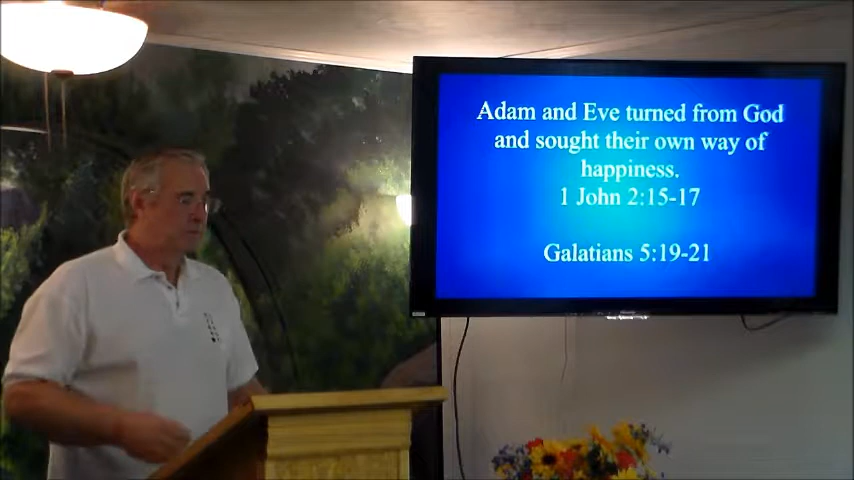 Adam and Eve turned from God
and sought their own way of
happiness.
1 John 2:15-17
Galatians 5:19-21